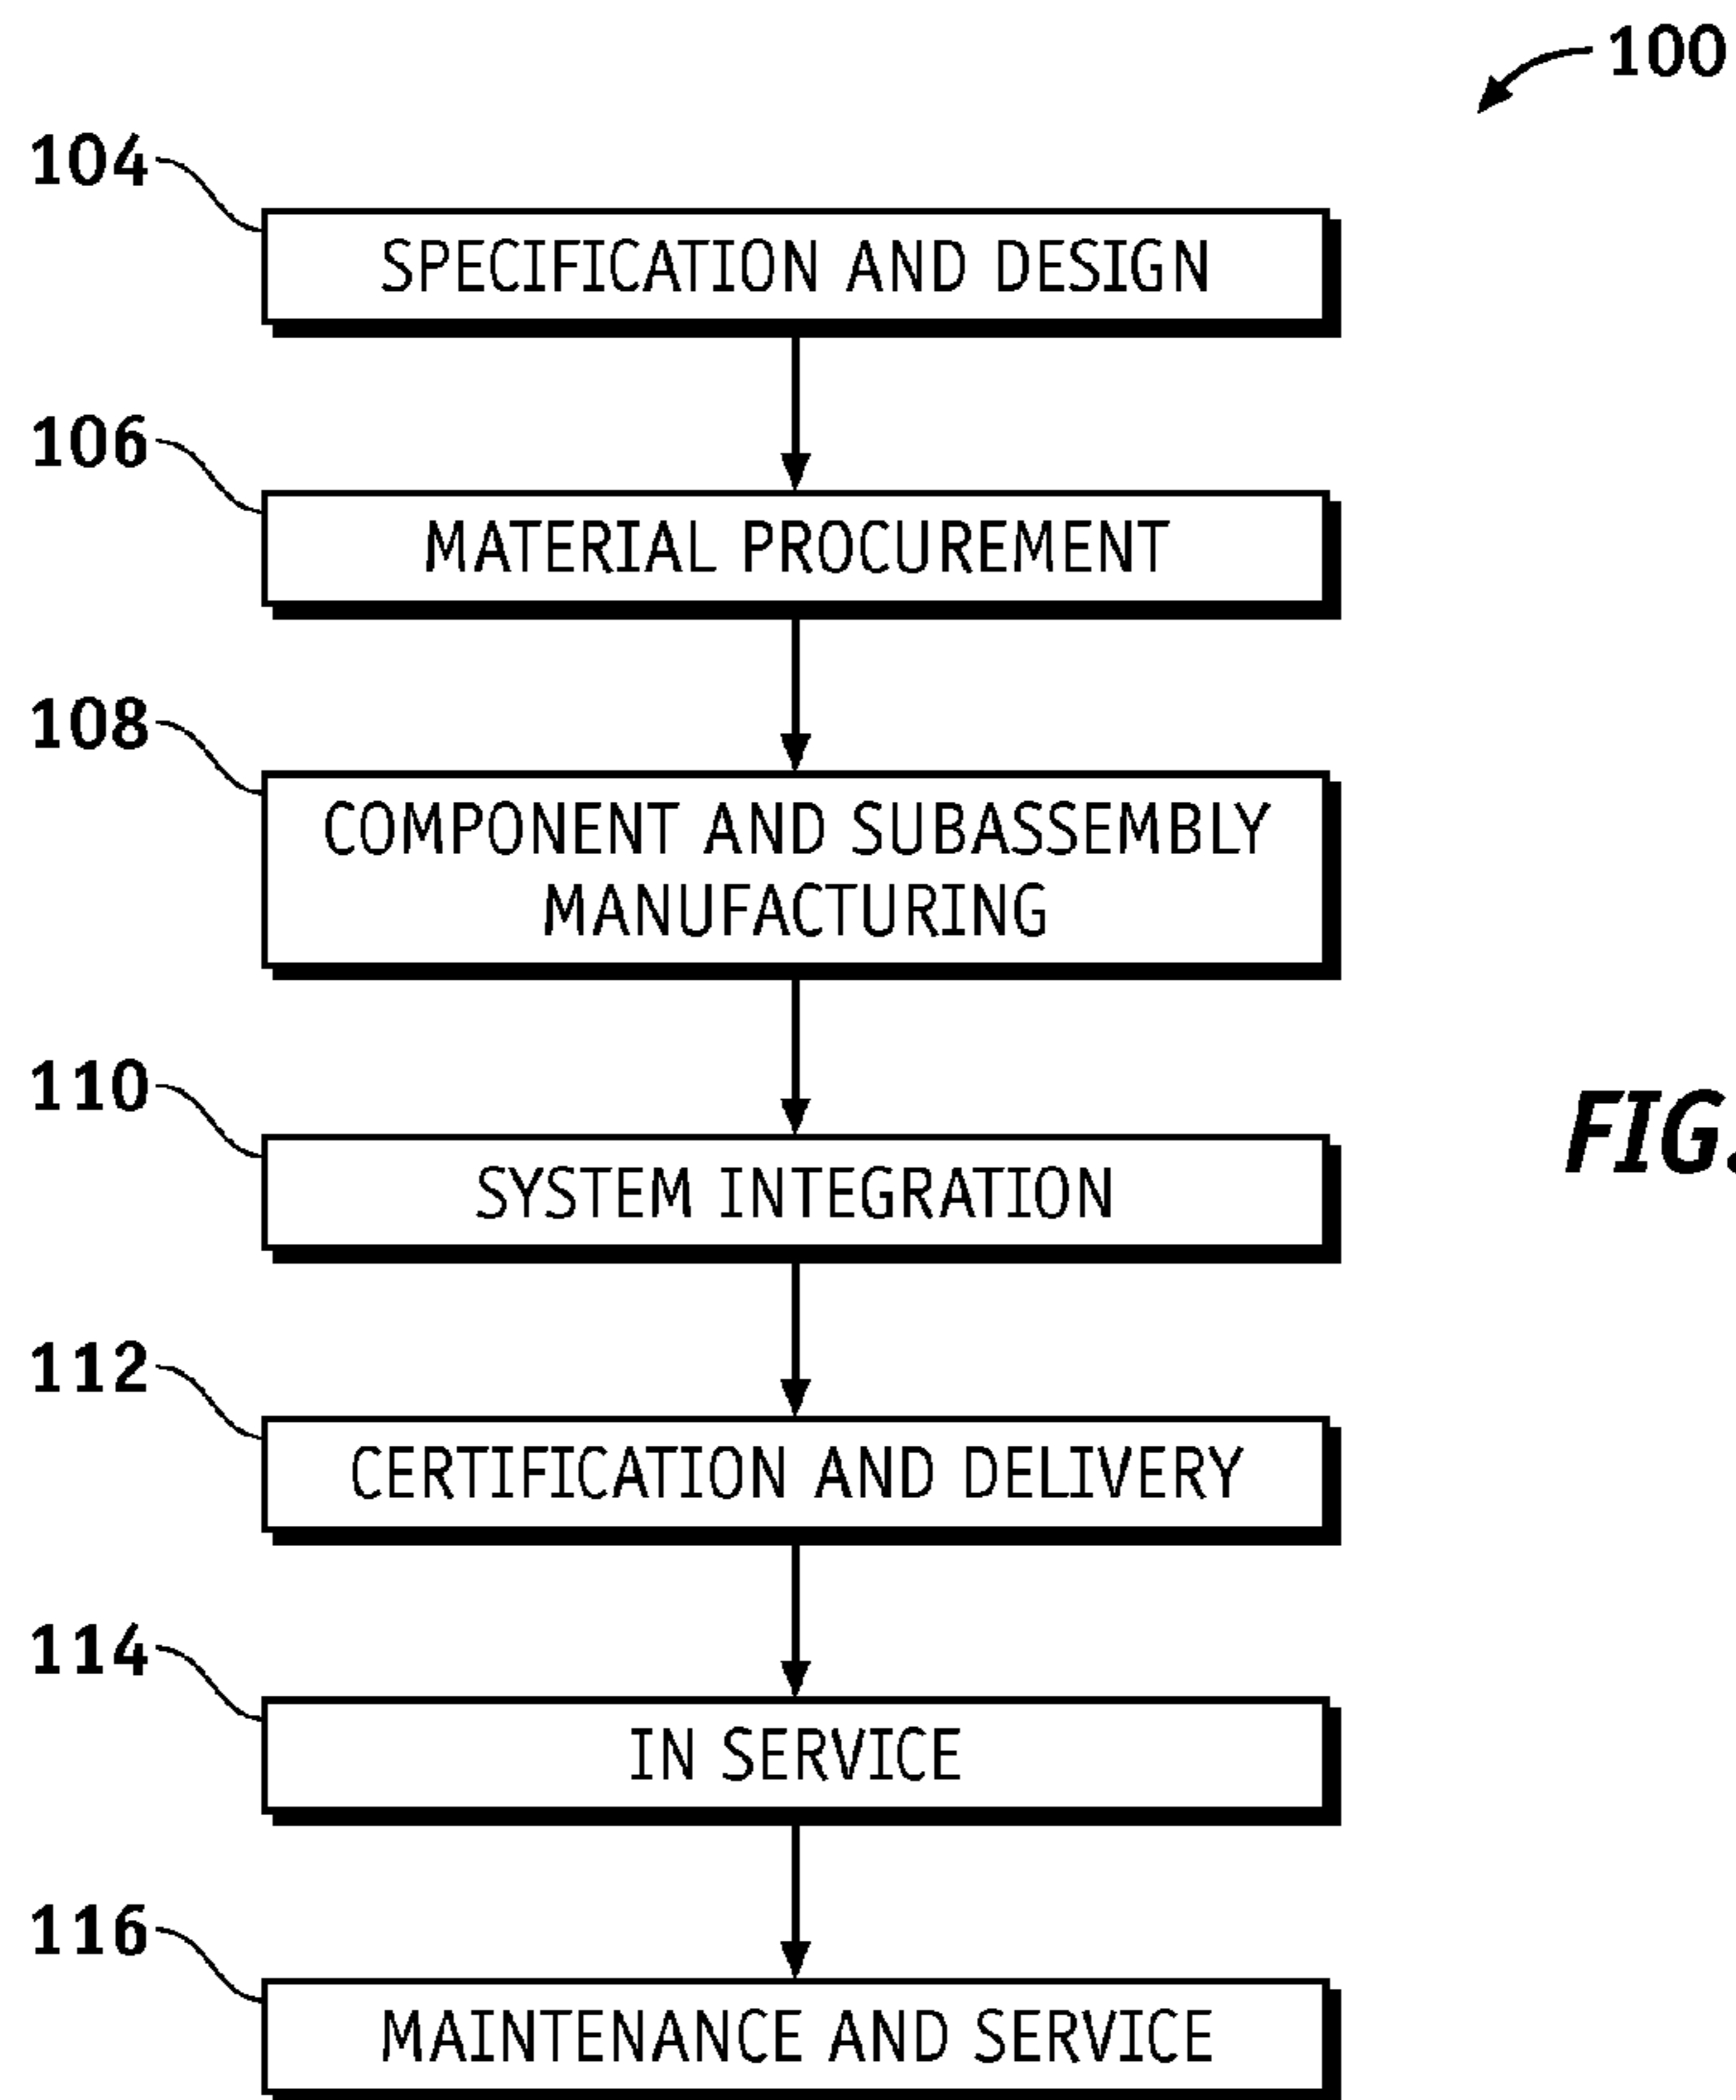 100
104
SPECIFICATION AND DESIGN
106
MATERIAL PROCUREMENT
108
COMPONENT AND SUBASSEMBLY
MANUFACTURING
110
SYSTEM INTEGRATION
FIG.
112
CERTIFICATION AND DELIVERY
114
IN SERVICE
116
MAINTENANCE AND SERVICE